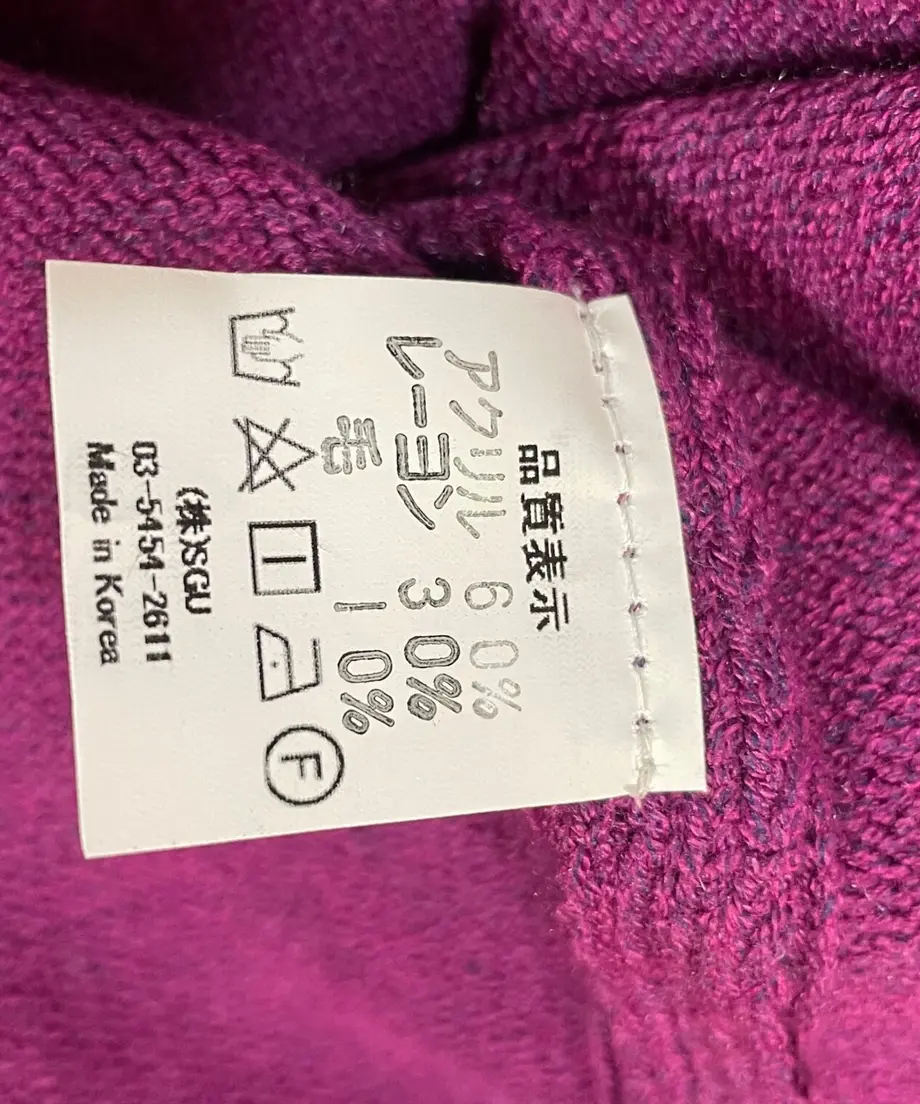 品質表示
アクリル 60%
レーヨン 30%
毛 10%
F
(株)SGU
03-5454-2611
Made in Korea